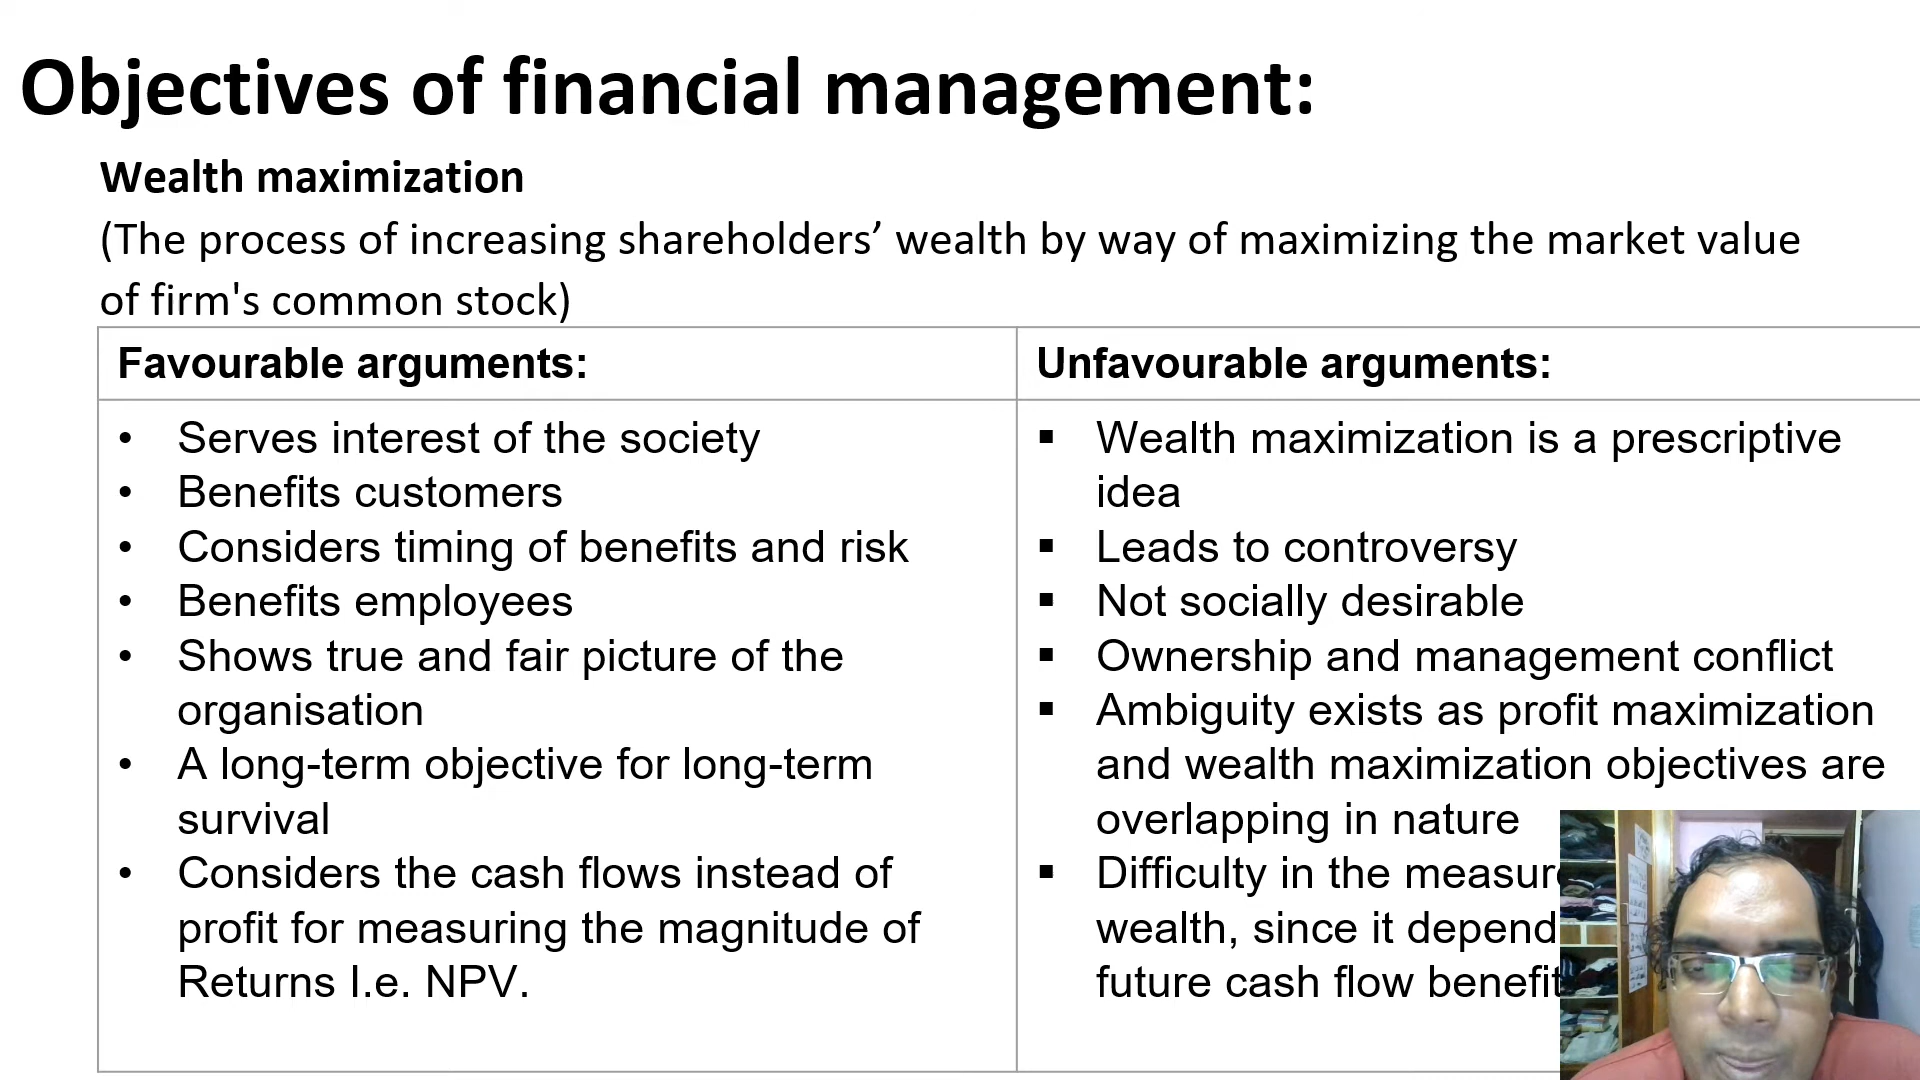 Objectives of financial management:
Wealth maximization
(The process of increasing shareholders’ wealth by way of maximizing the market value
of firm's common stock)
Favourable arguments:
• Serves interest of the society
• Benefits customers
• Considers timing of benefits and risk
• Benefits employees
• Shows true and fair picture of the
organisation
• A long-term objective for long-term
survival
• Considers the cash flows instead of
profit for measuring the magnitude of
Returns I.e. NPV.
Unfavourable arguments:
▪ Wealth maximization is a prescriptive
idea
▪ Leads to controversy
▪ Not socially desirable
▪ Ownership and management conflict
▪ Ambiguity exists as profit maximization
and wealth maximization objectives are
overlapping in nature
▪ Difficulty in the
wealth, since it
future cash flow